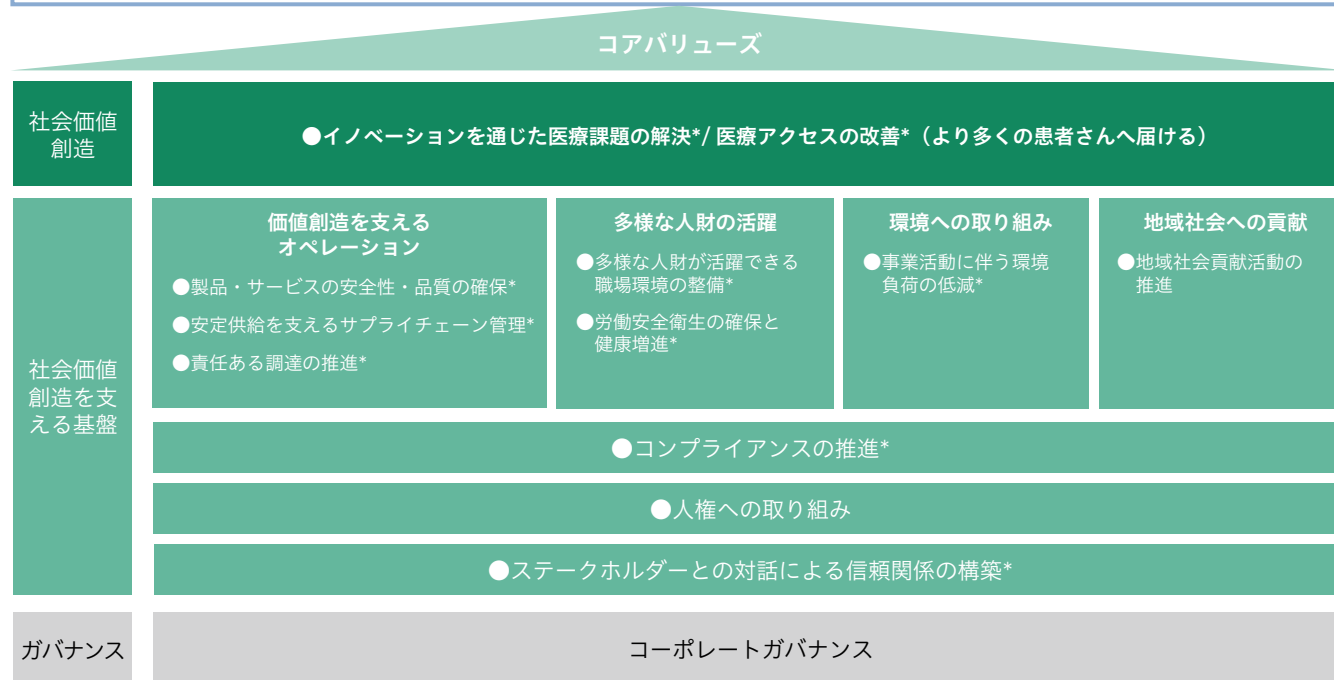 コアバリューズ
社会価値
創造
●イノベーションを通じた医療課題の解決*/ 医療アクセスの改善*（より多くの患者さんへ届ける）
社会価値
創造を支
える基盤
価値創造を支える
オペレーション
●製品・サービスの安全性・品質の確保*
●安定供給を支えるサプライチェーン管理*
●責任ある調達の推進*
多様な人財の活躍
●多様な人財が活躍できる
職場環境の整備*
●労働安全衛生の確保と
健康増進*
環境への取り組み
●事業活動に伴う環境
負荷の低減*
地域社会への貢献
●地域社会貢献活動の
推進
●コンプライアンスの推進*
●人権への取り組み
●ステークホルダーとの対話による信頼関係の構築*
ガバナンス
コーポレートガバナンス